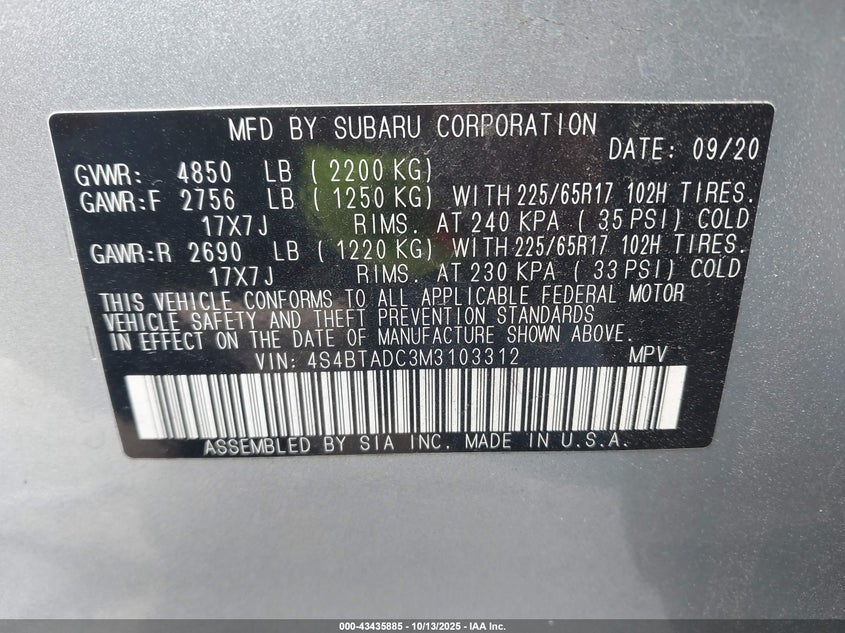 MFD BY SUBARU CORPORATION
DATE: 09/20
GVWR: 4850 LB ( 2200 KG)
GAWR:F 2756 LB ( 1250 KG) WITH 225/65R17 102H TIRES.
17X7J RIMS. AT 240 KPA ( 35 PSI) COLD
GAWR:R 2690 LB ( 1220 KG) WITH 225/65R17 102H TIRES.
17X7J RIMS. AT 230 KPA ( 33 PSI) COLD
THIS VEHICLE CONFORMS TO ALL APPLICABLE FEDERAL MOTOR
VEHICLE SAFETY AND THEFT PREVENTION STANDARDS
IN EFFECT ON THE DATE OF MANUFACTURE SHOWN ABOVE.
VIN: 4S4BTADC3M3103312 MPV
ASSEMBLED BY SIA INC. MADE IN U.S.A.
000-43435885 - 10/13/2025 - IAA Inc.